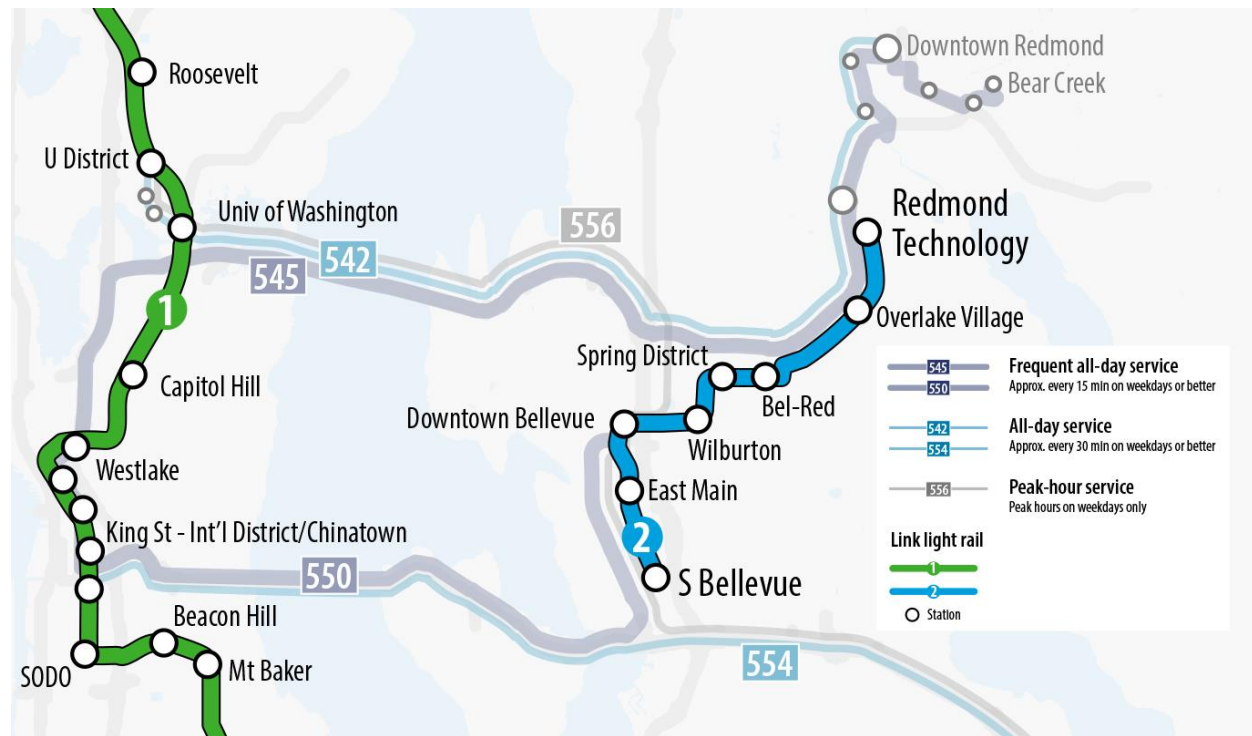 Roosevelt
Downtown Redmond
Bear Creek
U District
Univ of Washington
556
542
545
Redmond
Technology
1
Overlake Village
Spring District
Capitol Hill
Bel-Red
Downtown Bellevue
Wilburton
Westlake
East Main
King St - Int'l District/Chinatown
2
550
S Bellevue
Beacon Hill
SODO
Mt Baker
554
545
Frequent all-day service
550
Approx. every 15 min on weekdays or better
542
All-day service
554
Approx. every 30 min on weekdays or better
556
Peak-hour service
Peak hours on weekdays only
Link light rail
1
2
Station